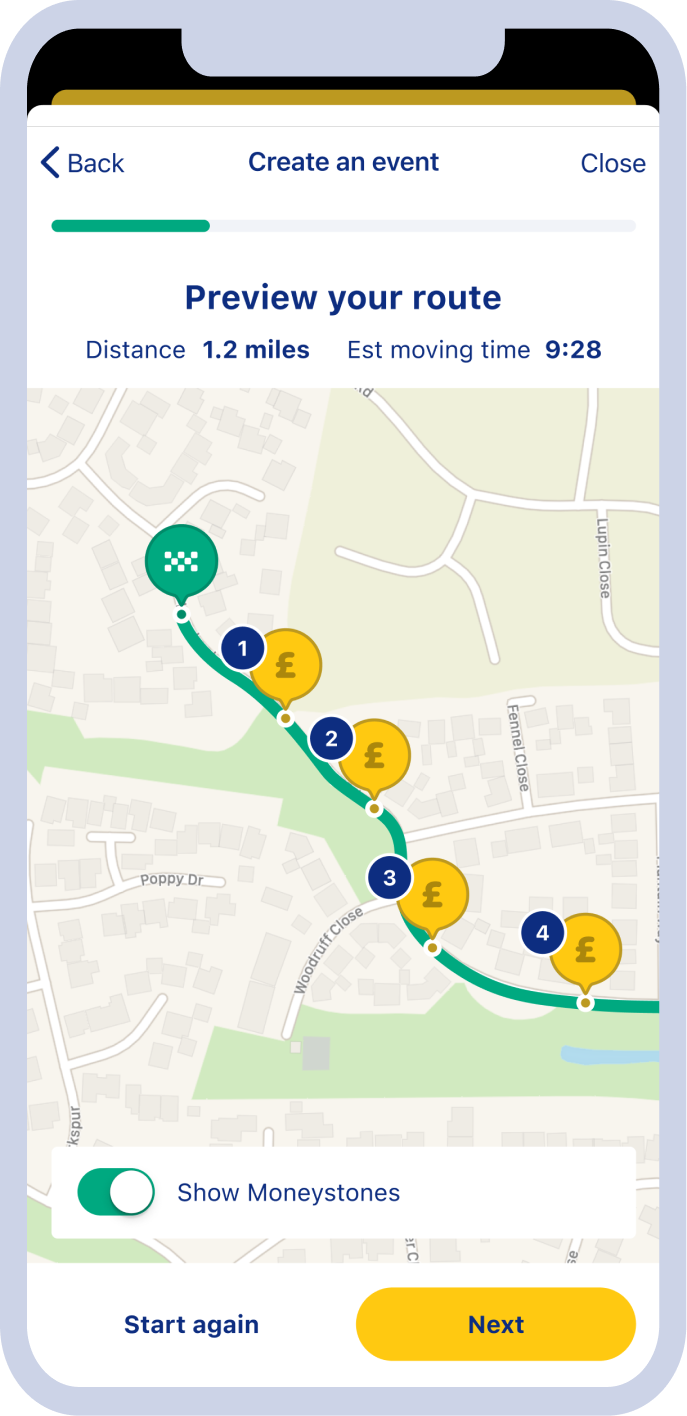 Back
Create an event
Close
Preview your route
Distance 1.2 miles Est moving time 9:28
Lupin Close
1
£
Fennel Close
2
£
Poppy Dr
3
£
Woodruff Close
4
£
Show Moneystones
Start again
Next